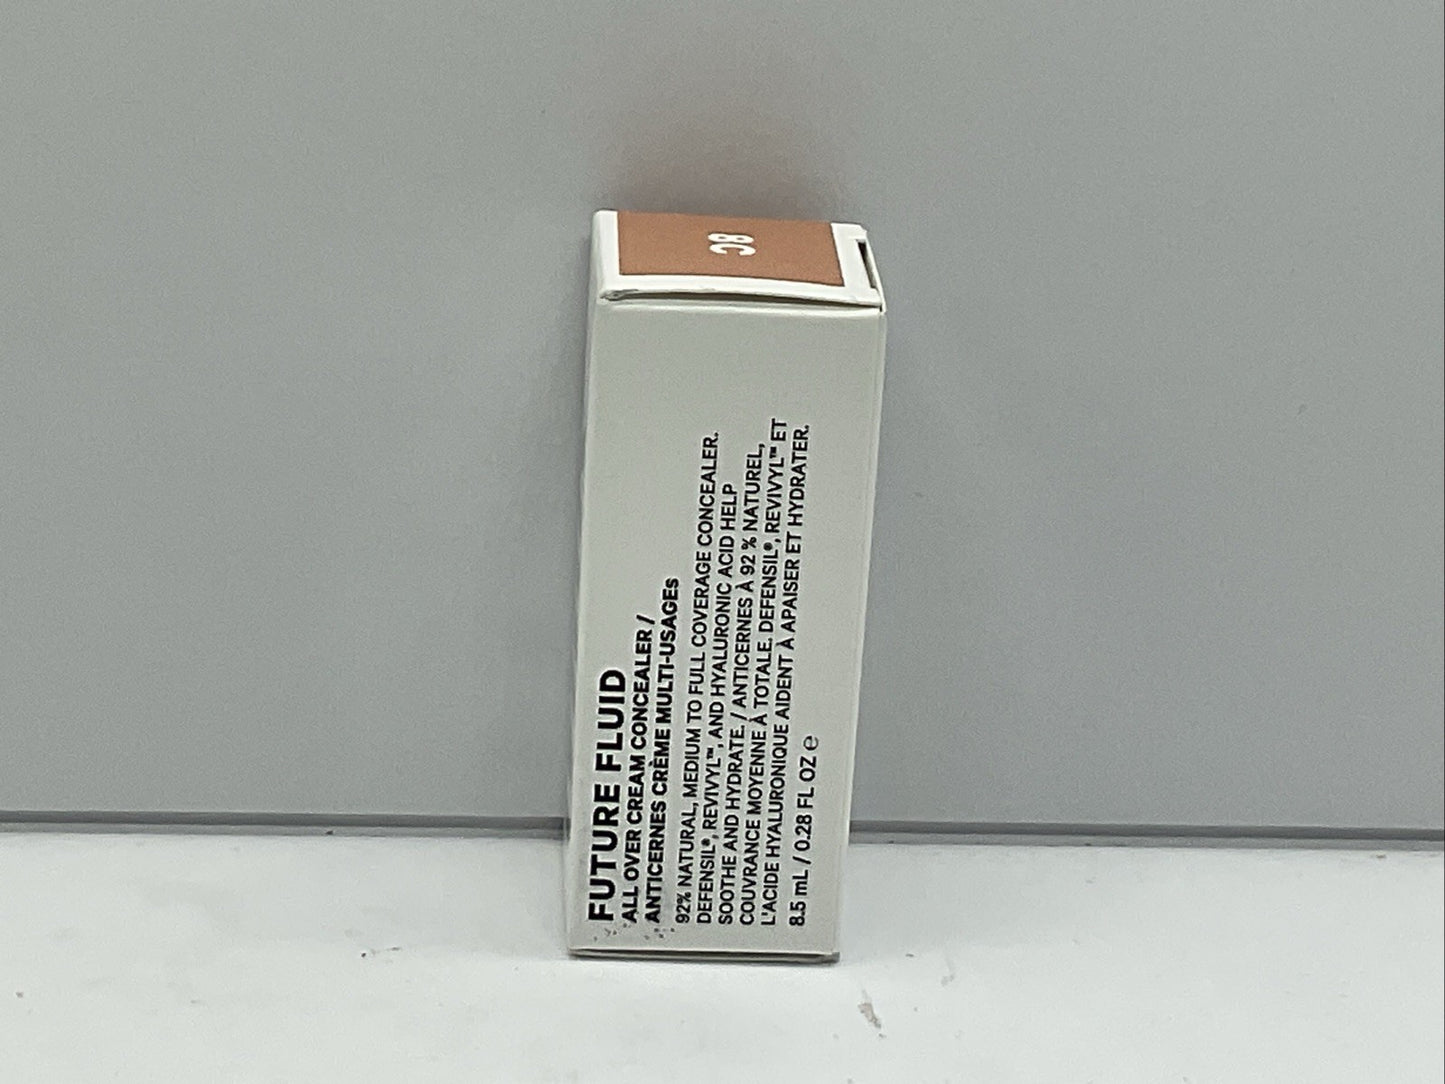 8C
FUTURE FLUID
ALL OVER CREAM CONCEALER /
ANTICERNES CRÈME MULTI-USAGES
92% NATURAL, MEDIUM TO FULL COVERAGE CONCEALER.
DEFENSIL®, REVIVYL™, AND HYALURONIC ACID HELP
SOOTHE AND HYDRATE. / ANTICERNES À 92 % NATUREL,
COUVRANCE MOYENNE À TOTALE. DEFENSIL®, REVIVYL™ ET
L'ACIDE HYALURONIQUE AIDENT À APAISER ET HYDRATER.
8.5 mL / 0.28 FL OZ ℮